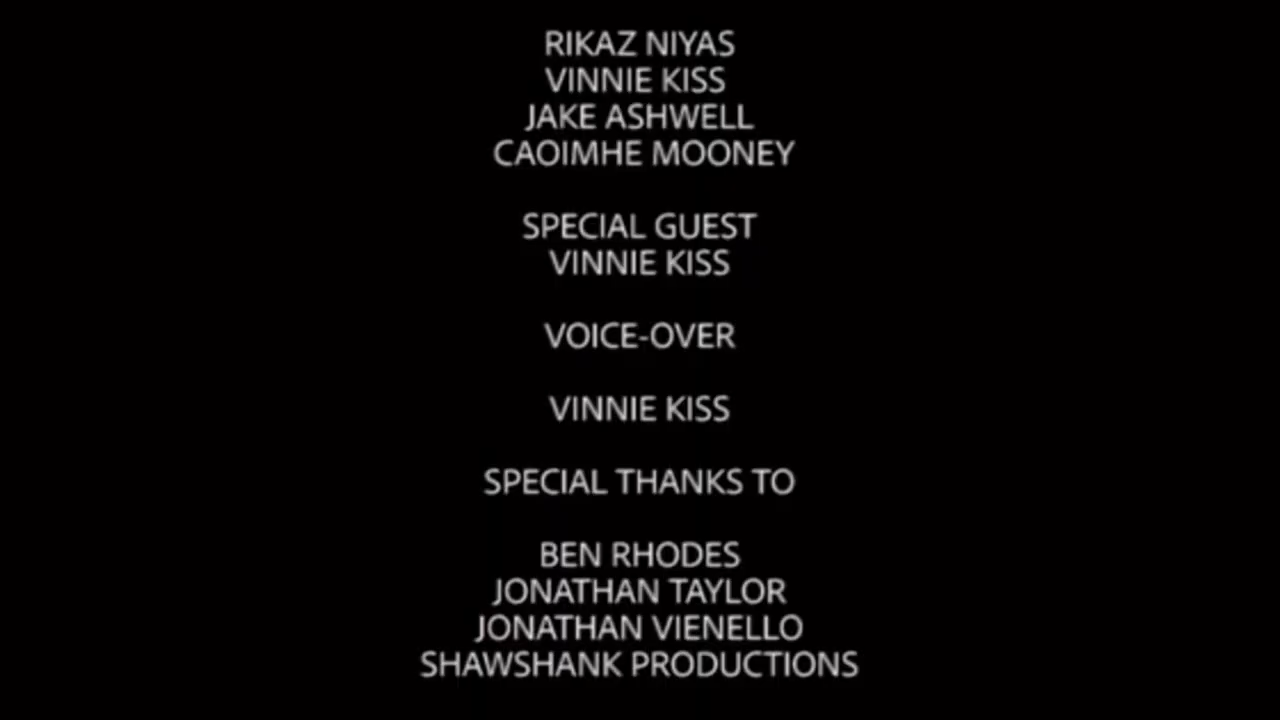 RIKAZ NIYAS
VINNIE KISS
JAKE ASHWELL
CAOIMHE MOONEY
SPECIAL GUEST
VINNIE KISS
VOICE-OVER
VINNIE KISS
SPECIAL THANKS TO
BEN RHODES
JONATHAN TAYLOR
JONATHAN VIENELLO
SHAWSHANK PRODUCTIONS